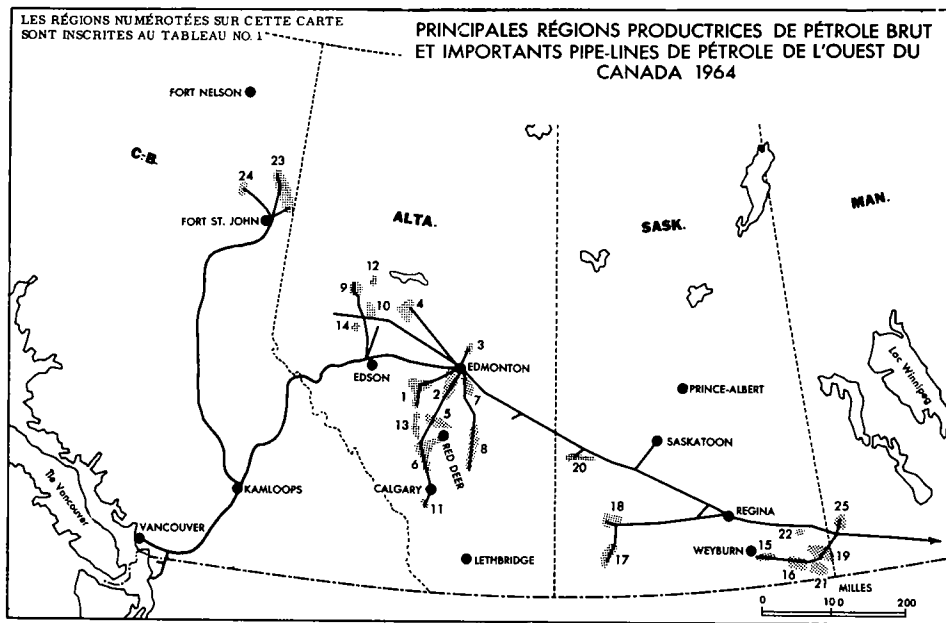 LES RÉGIONS NUMÉROTÉES SUR CETTE CARTE
SONT INSCRITES AU TABLEAU NO. 1
PRINCIPALES RÉGIONS PRODUCTRICES DE PÉTROLE BRUT
ET IMPORTANTS PIPE-LINES DE PÉTROLE DE L'OUEST DU
CANADA 1964
FORT NELSON
C.-B.
23
24
FORT ST. JOHN
ALTA.
SASK.
MAN.
12
9
10
4
14
3
EDSON
EDMONTON
1
2
7
13
5
RED DEER
6
8
CALGARY
11
LETHBRIDGE
PRINCE-ALBERT
Lac Winnipeg
SASKATOON
20
KAMLOOPS
Île Vancouver
VANCOUVER
18
17
REGINA
25
22
WEYBURN
15
19
16
21
MILLES
0
100
200